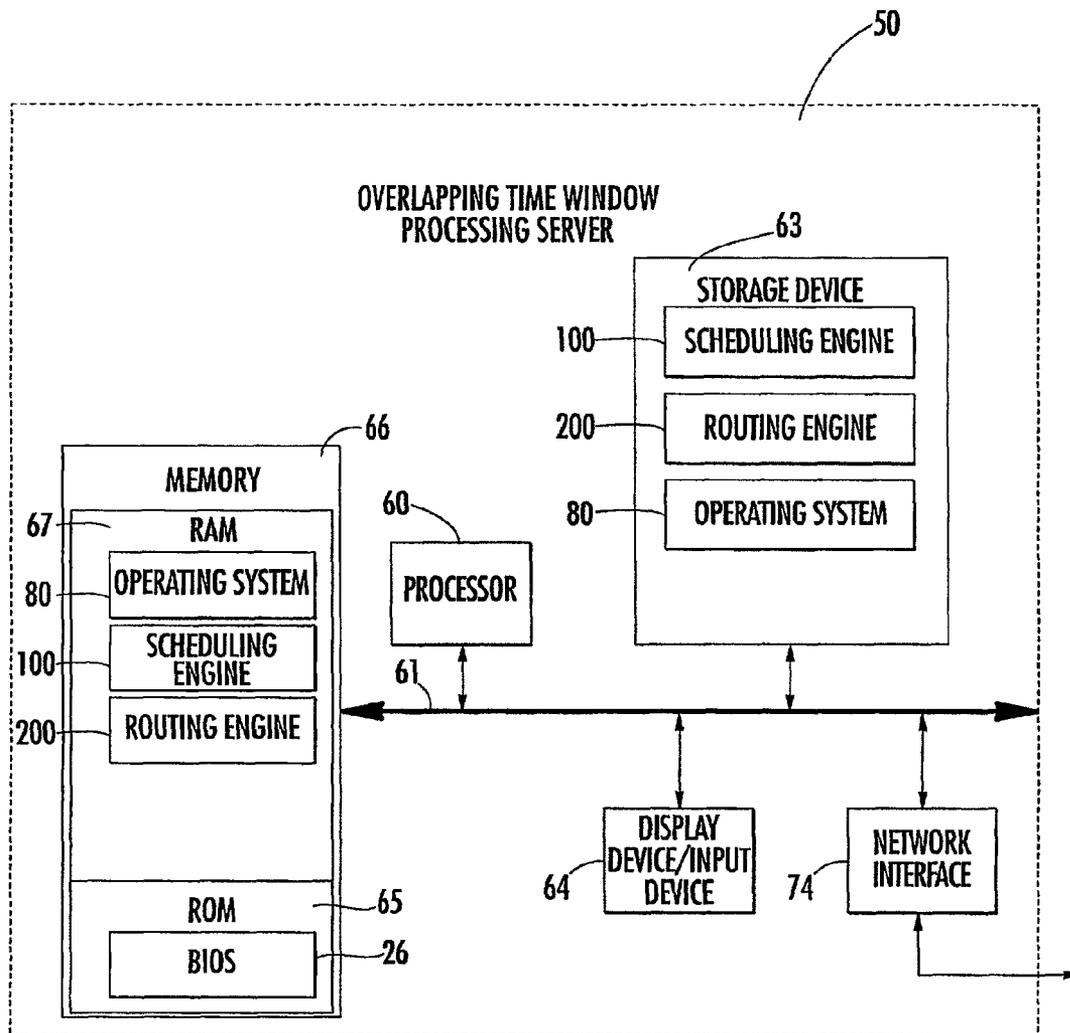 50
OVERLAPPING TIME WINDOW
PROCESSING SERVER
63
STORAGE DEVICE
100
SCHEDULING ENGINE
200
ROUTING ENGINE
80
OPERATING SYSTEM
66
MEMORY
67
RAM
80
OPERATING SYSTEM
100
SCHEDULING
ENGINE
200
ROUTING ENGINE
ROM
65
BIOS
26
60
PROCESSOR
61
64
DISPLAY
DEVICE/INPUT
DEVICE
74
NETWORK
INTERFACE